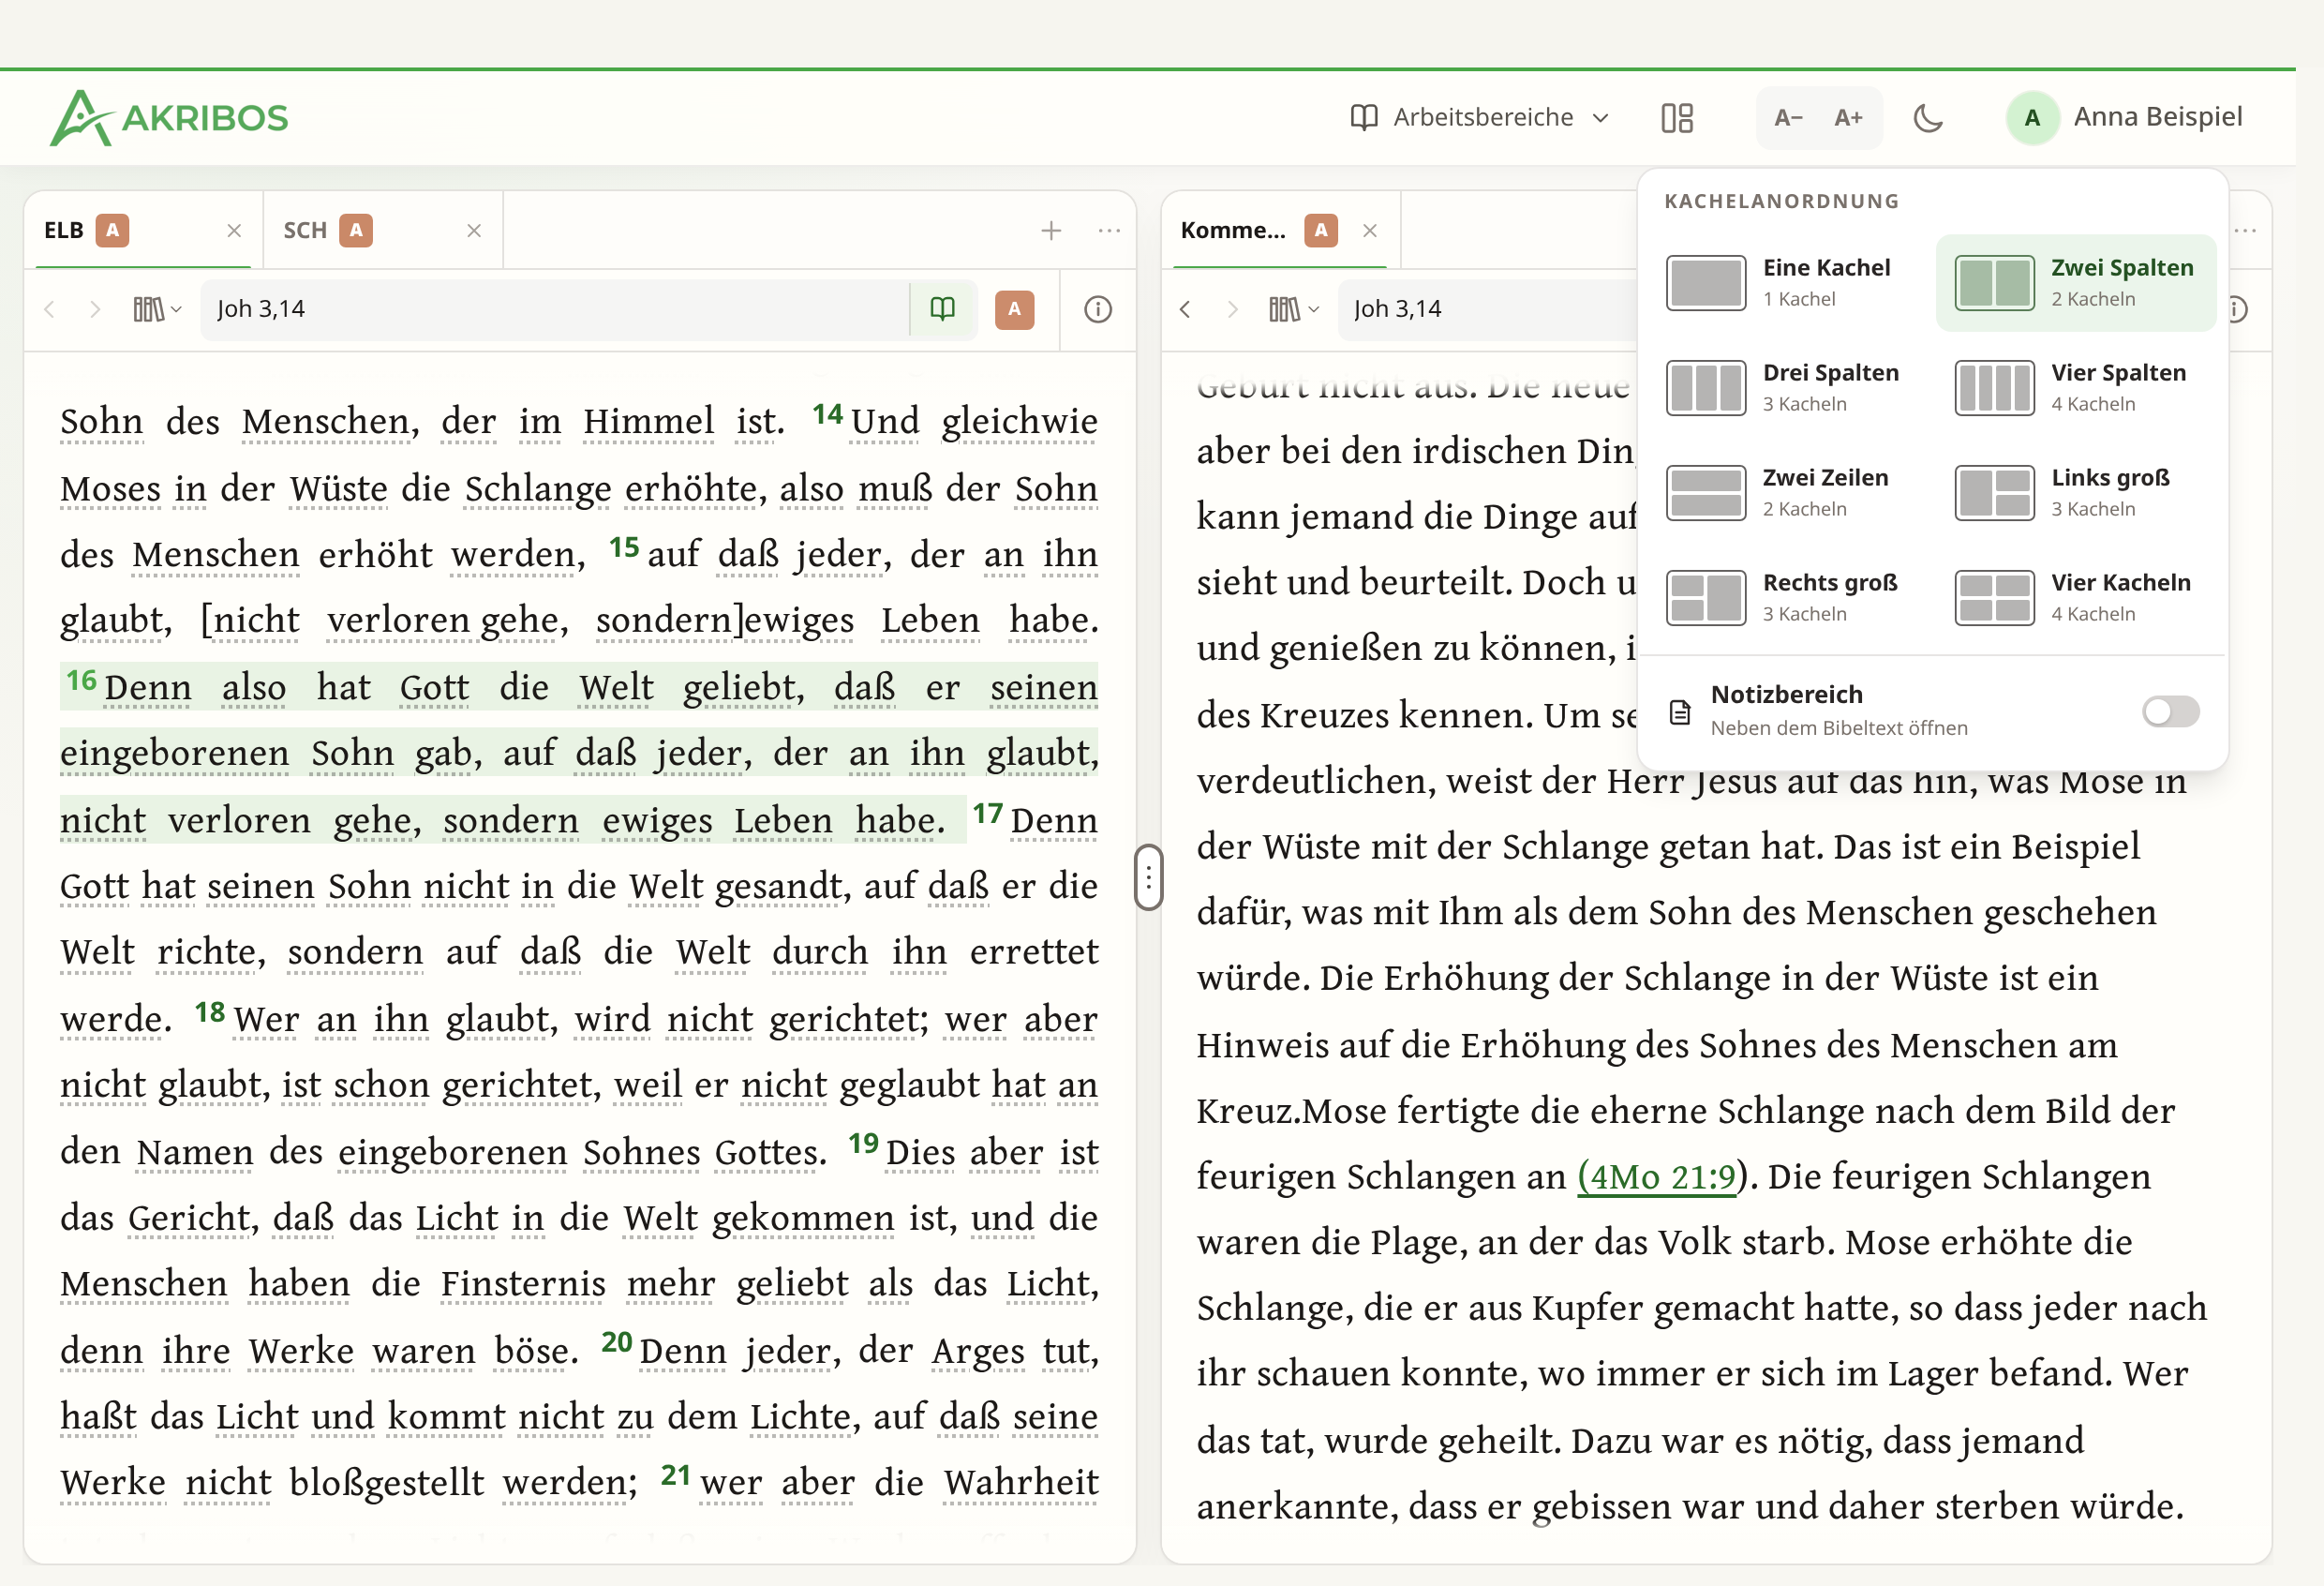 AKRIBOS
Arbeitsbereiche
A− A+
A Anna Beispiel
ELB A
SCH A
Joh 3,14
A
Sohn des Menschen, der im Himmel ist. 14 Und gleichwie
Moses in der Wüste die Schlange erhöhte, also muß der Sohn
des Menschen erhöht werden, 15 auf daß jeder, der an ihn
glaubt, [nicht verloren gehe, sondern]ewiges Leben habe.
16 Denn also hat Gott die Welt geliebt, daß er seinen
eingeborenen Sohn gab, auf daß jeder, der an ihn glaubt,
nicht verloren gehe, sondern ewiges Leben habe. 17 Denn
Gott hat seinen Sohn nicht in die Welt gesandt, auf daß er die
Welt richte, sondern auf daß die Welt durch ihn errettet
werde. 18 Wer an ihn glaubt, wird nicht gerichtet; wer aber
nicht glaubt, ist schon gerichtet, weil er nicht geglaubt hat an
den Namen des eingeborenen Sohnes Gottes. 19 Dies aber ist
das Gericht, daß das Licht in die Welt gekommen ist, und die
Menschen haben die Finsternis mehr geliebt als das Licht,
denn ihre Werke waren böse. 20 Denn jeder, der Arges tut,
haßt das Licht und kommt nicht zu dem Lichte, auf daß seine
Werke nicht bloßgestellt werden; 21 wer aber die Wahrheit
Komme... A
Joh 3,14
Geburt nicht aus. Die neue
aber bei den irdischen Din
kann jemand die Dinge auf
sieht und beurteilt. Doch u
und genießen zu können, i
des Kreuzes kennen. Um se
verdeutlichen, weist der Herr Jesus auf das hin, was Mose in
der Wüste mit der Schlange getan hat. Das ist ein Beispiel
dafür, was mit Ihm als dem Sohn des Menschen geschehen
würde. Die Erhöhung der Schlange in der Wüste ist ein
Hinweis auf die Erhöhung des Sohnes des Menschen am
Kreuz.Mose fertigte die eherne Schlange nach dem Bild der
feurigen Schlangen an (4Mo 21:9). Die feurigen Schlangen
waren die Plage, an der das Volk starb. Mose erhöhte die
Schlange, die er aus Kupfer gemacht hatte, so dass jeder nach
ihr schauen konnte, wo immer er sich im Lager befand. Wer
das tat, wurde geheilt. Dazu war es nötig, dass jemand
anerkannte, dass er gebissen war und daher sterben würde.
KACHELANORDNUNG
Eine Kachel
1 Kachel
Zwei Spalten
2 Kacheln
Drei Spalten
3 Kacheln
Vier Spalten
4 Kacheln
Zwei Zeilen
2 Kacheln
Links groß
3 Kacheln
Rechts groß
3 Kacheln
Vier Kacheln
4 Kacheln
Notizbereich
Neben dem Bibeltext öffnen